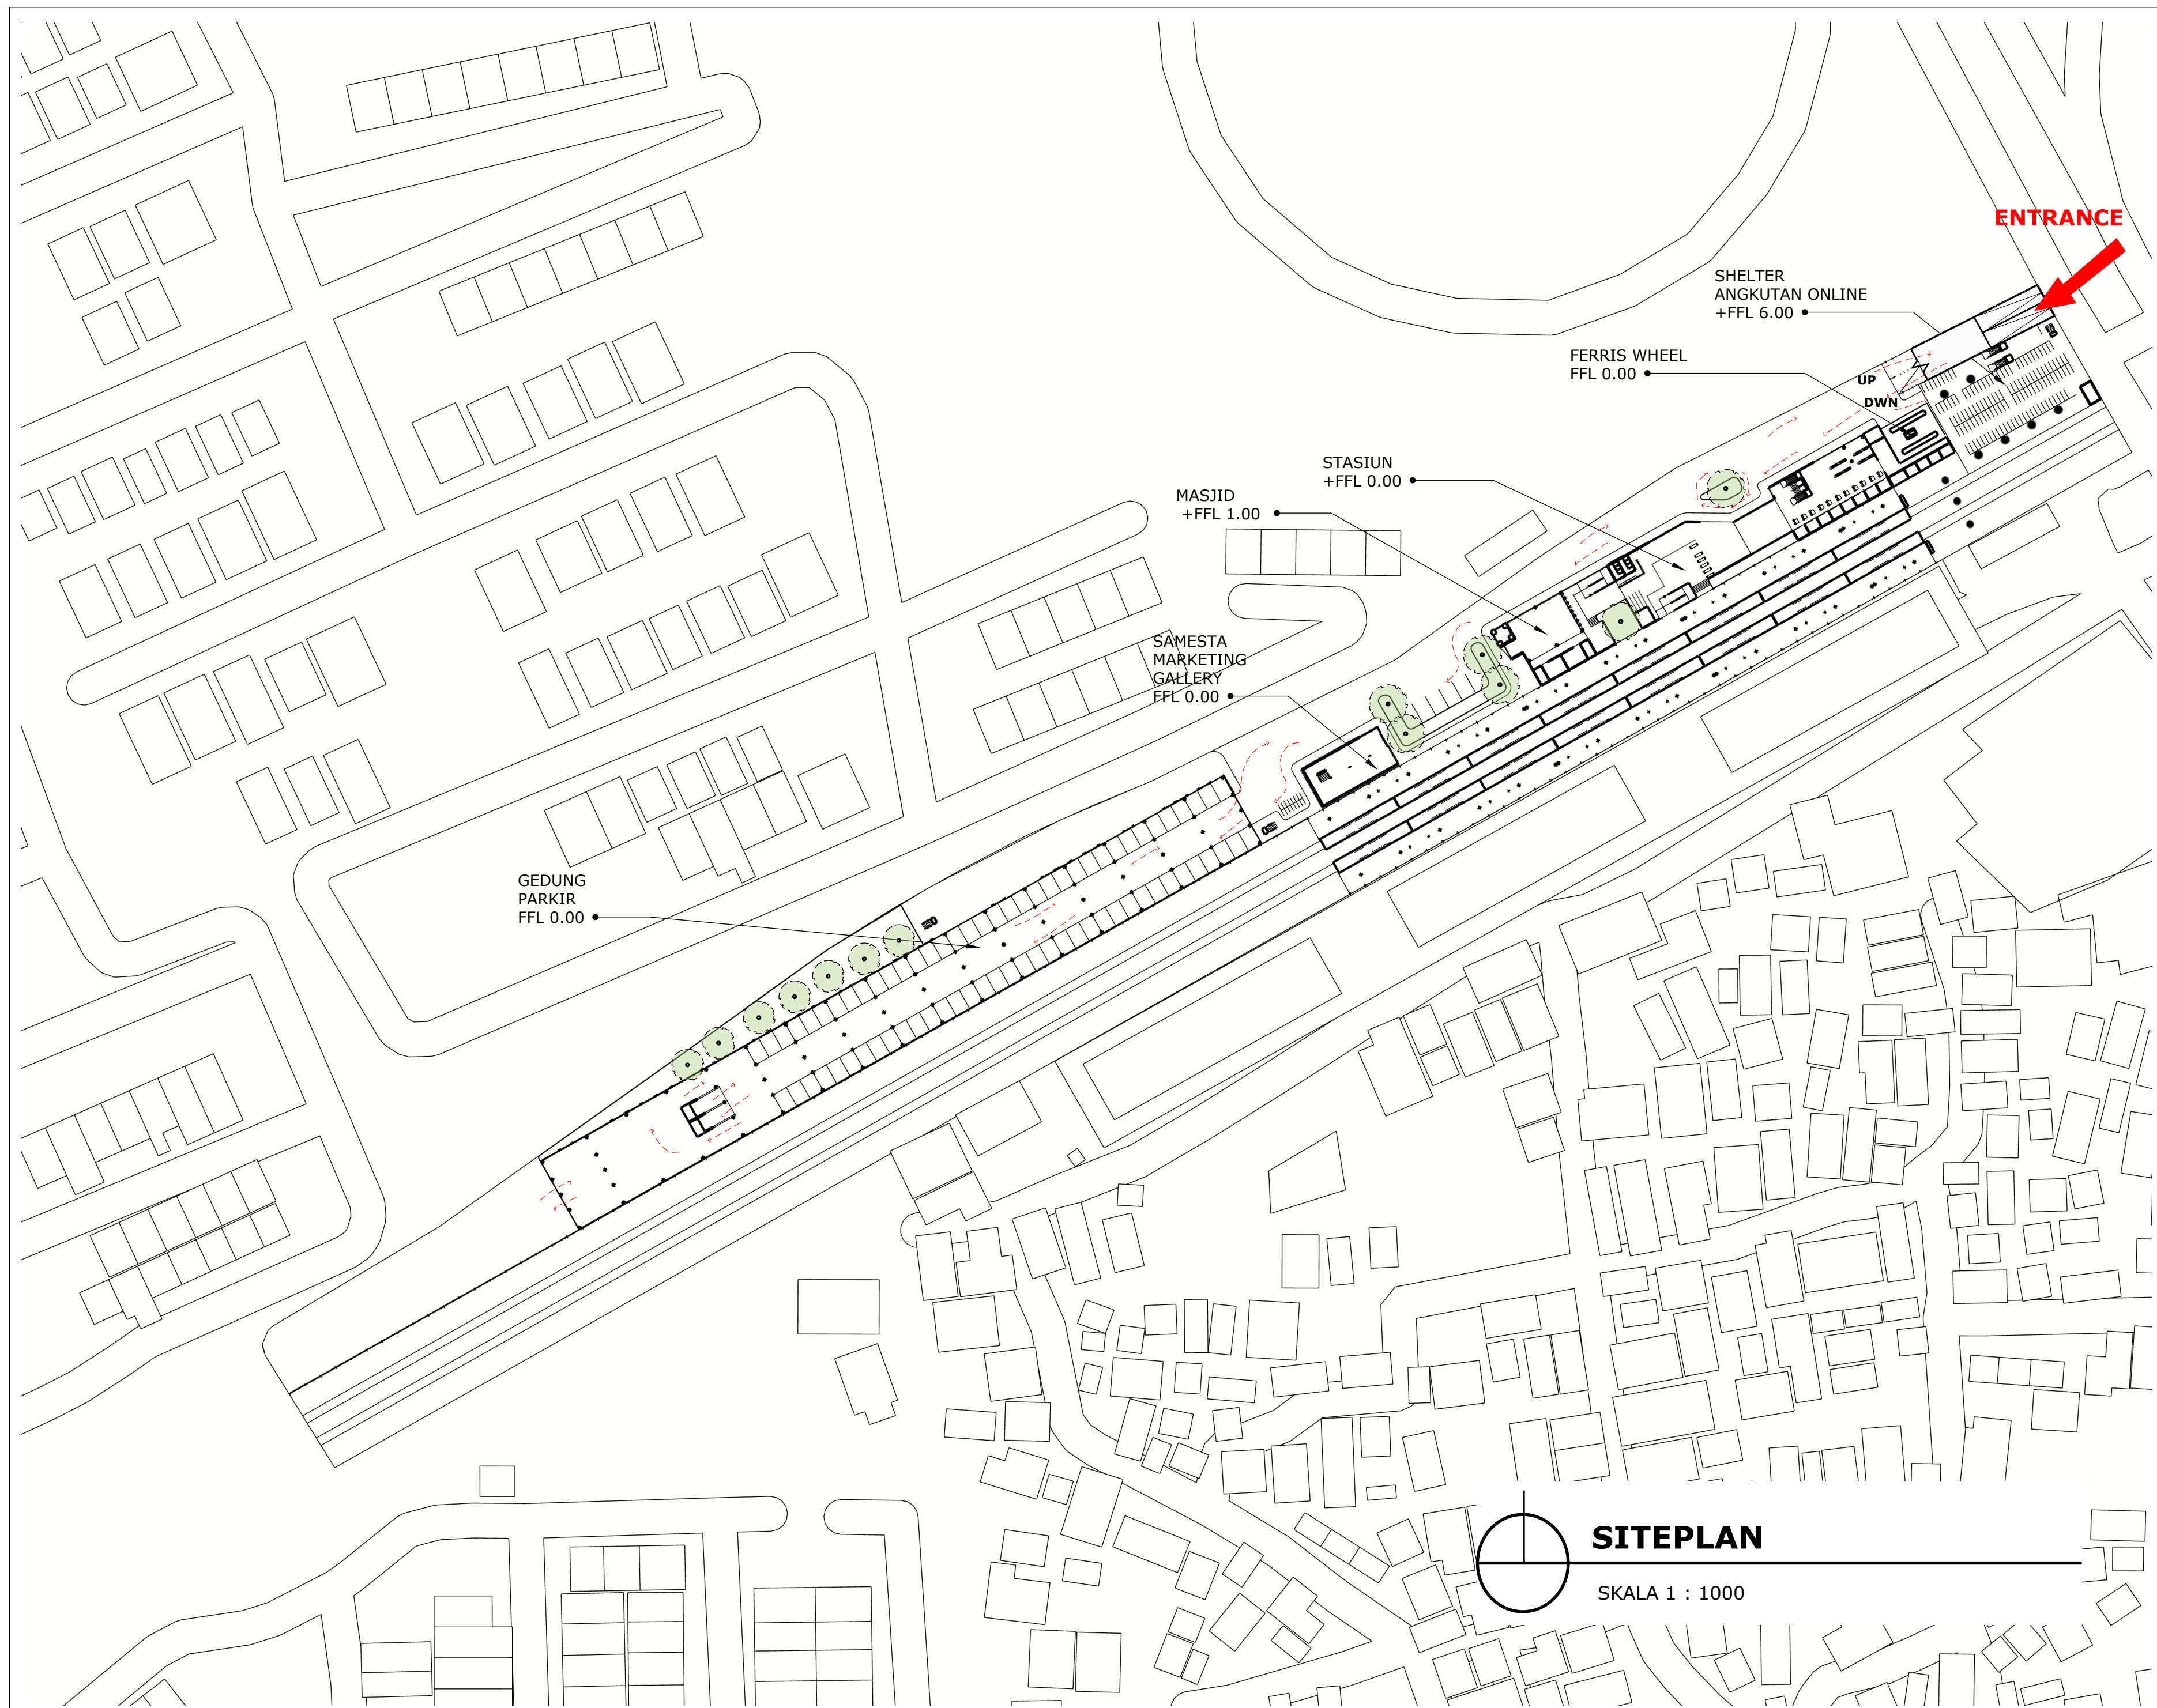 ENTRANCE
SHELTER
ANGKUTAN ONLINE
+FFL 6.00
FERRIS WHEEL
FFL 0.00
UP
DWN
STASIUN
+FFL 0.00
MASJID
+FFL 1.00
SAMESTA
MARKETING
GALLERY
FFL 0.00
GEDUNG
PARKIR
FFL 0.00
SITEPLAN
SKALA 1 : 1000